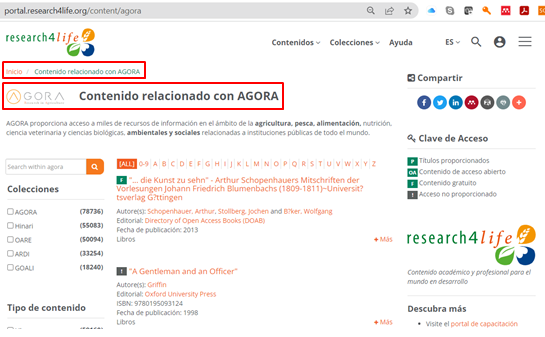 portal.research4life.org/content/agora
research4life
Contenidos Colecciones Ayuda ES
Inicio / Contenido relacionado con AGORA
AGORA Contenido relacionado con AGORA
AGORA proporciona acceso a miles de recursos de información en el ámbito de la agricultura, pesca, alimentación, nutrición,
ciencia veterinaria y ciencias biológicas, ambientales y sociales relacionadas a instituciones públicas de todo el mundo.
Search within agora
Colecciones
AGORA (78736)
Hinari (55083)
OARE (50094)
ARDI (33254)
GOALI (18240)
Tipo de contenido
[ALL] 0-9 A B C D E F G H I J K L M N O P Q R S T U V W X Y Z
F "... die Kunst zu sehn" - Arthur Schopenhauers Mitschriften der
Vorlesungen Johann Friedrich Blumenbachs (1809-1811)~Universit?
tsverlag G?ttingen
Autore(s): Schopenhauer, Arthur, Stollberg, Jochen and B?ker, Wolfgang
Editorial: Directory of Open Access Books (DOAB)
Fecha de publicación: 2013
Libros
+ Más
! "A Gentleman and an Officer"
Autore(s): Griffin
Editorial: Oxford University Press
ISBN: 9780195093124
Fecha de publicación: 1998
Libros
+ Más
Compartir
Clave de Acceso
P Títulos proporcionados
OA Contenido de acceso abierto
F Contenido gratuito
! Acceso no proporcionado
research4life
Contenido académico y profesional para el
mundo en desarrollo
Descubra más
• Visite el portal de capacitación